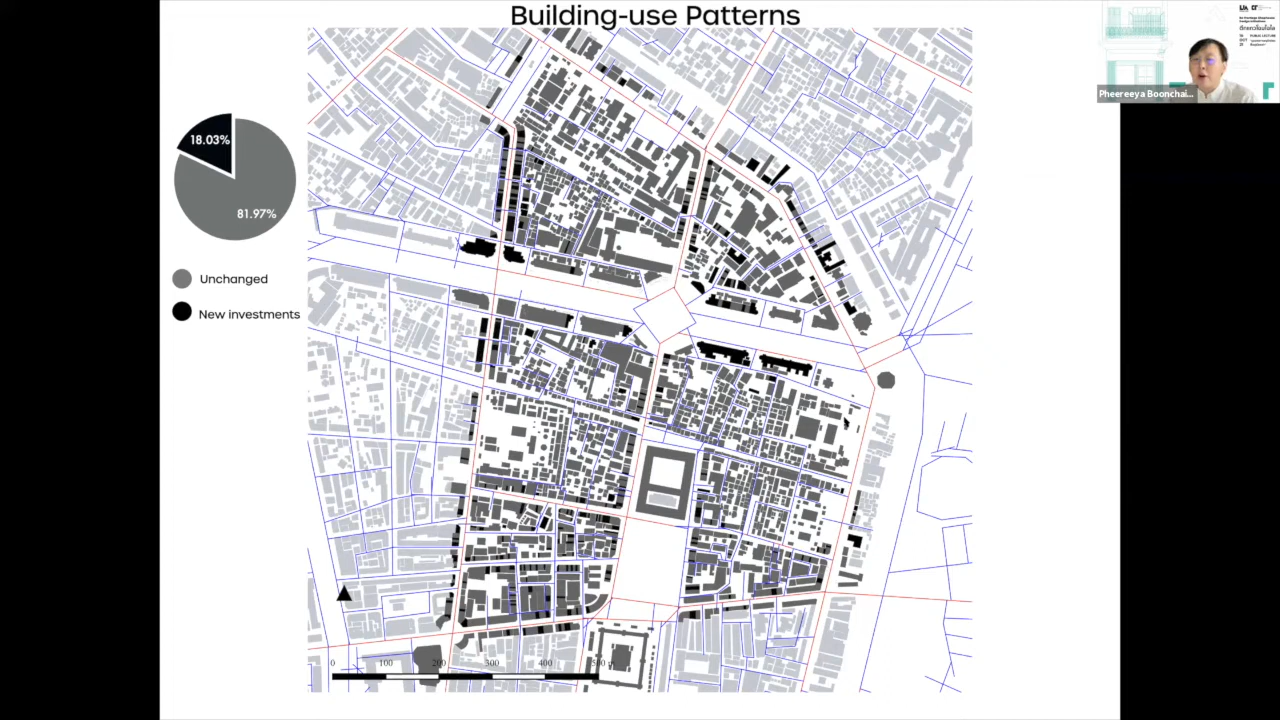 Building-use Patterns
18.03%
81.97%
Unchanged
New investments
0 100 200 300 400 500 m
Pheereeya Boonchai...